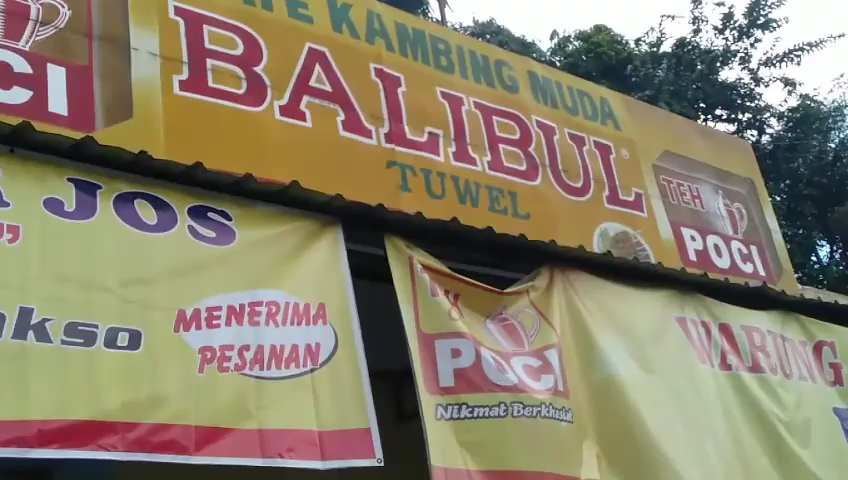 KAMBING MUDA
BALIBUL
TUWEL
TEH
POCI
POCI
JOS
MENERIMA
PESANAN
POCI
Nikmat Berkhasiat
WARUNG